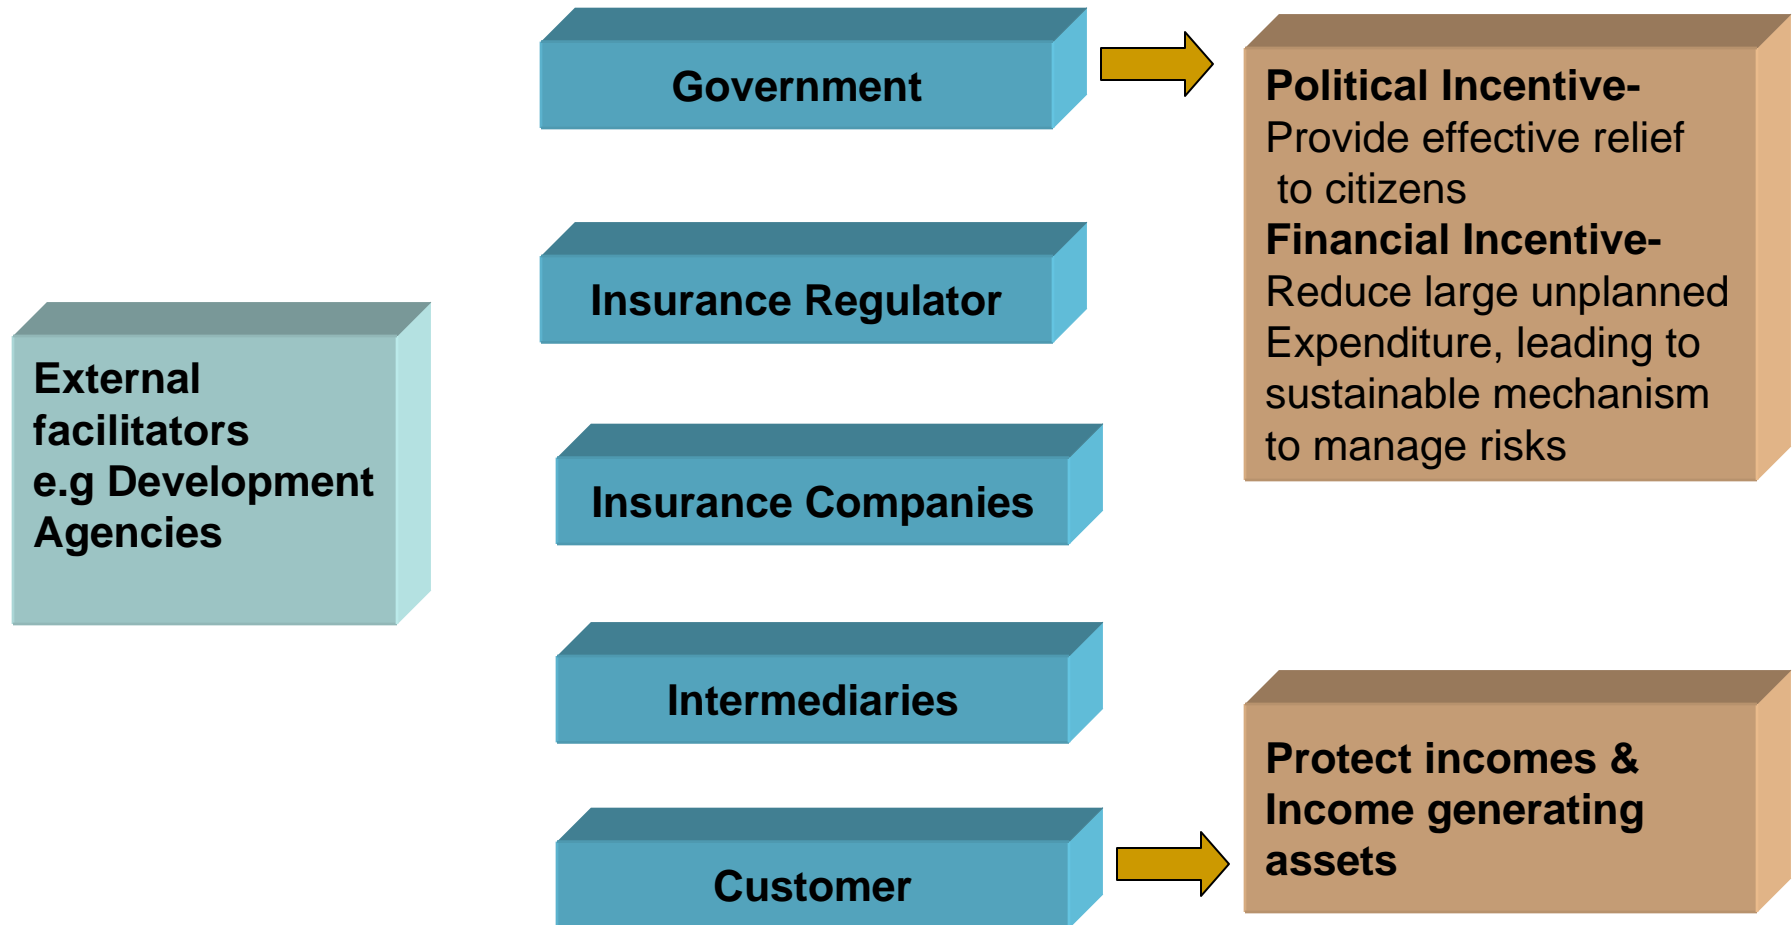 Government
Political Incentive-
Provide effective relief
to citizens
Financial Incentive-
Reduce large unplanned
Expenditure, leading to
sustainable mechanism
to manage risks
Insurance Regulator
External
facilitators
e.g Development
Agencies
Insurance Companies
Intermediaries
Customer
Protect incomes &
Income generating
assets